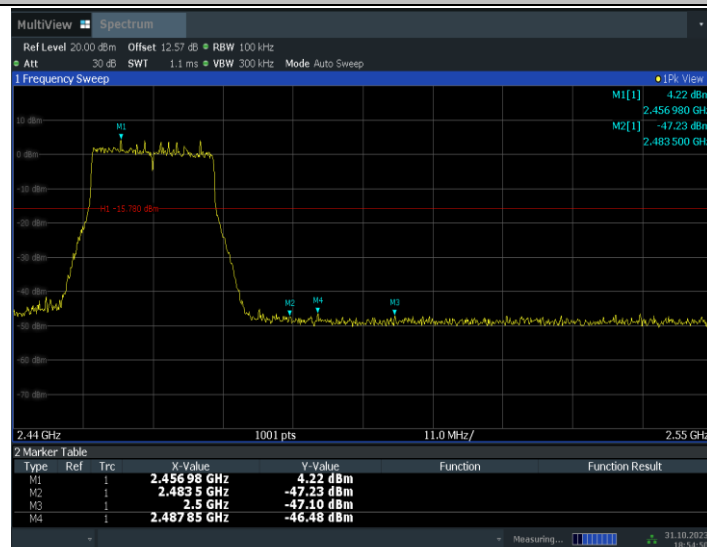 MultiView Spectrum
Ref Level 20.00 dBm Offset 12.57 dB RBW 100 kHz
Att 30 dB SWT 1.1 ms VBW 300 kHz Mode Auto Sweep
1 Frequency Sweep 1Pk View
M1[1] 4.22 dBm
2.456 980 GHz
M2[1] -47.23 dBm
2.483 500 GHz
10 dBm
M1
0 dBm
-10 dBm
H1 -15.780 dBm
-20 dBm
-30 dBm
-40 dBm
M2 M4 M3
-50 dBm
-60 dBm
-70 dBm
2.44 GHz 1001 pts 11.0 MHz/ 2.55 GHz
2 Marker Table
Type Ref Trc X-Value Y-Value Function Function Result
M1 1 2.456 98 GHz 4.22 dBm
M2 1 2.483 5 GHz -47.23 dBm
M3 1 2.5 GHz -47.10 dBm
M4 1 2.487 85 GHz -46.48 dBm
Measuring... 31.10.2023
18:54:50